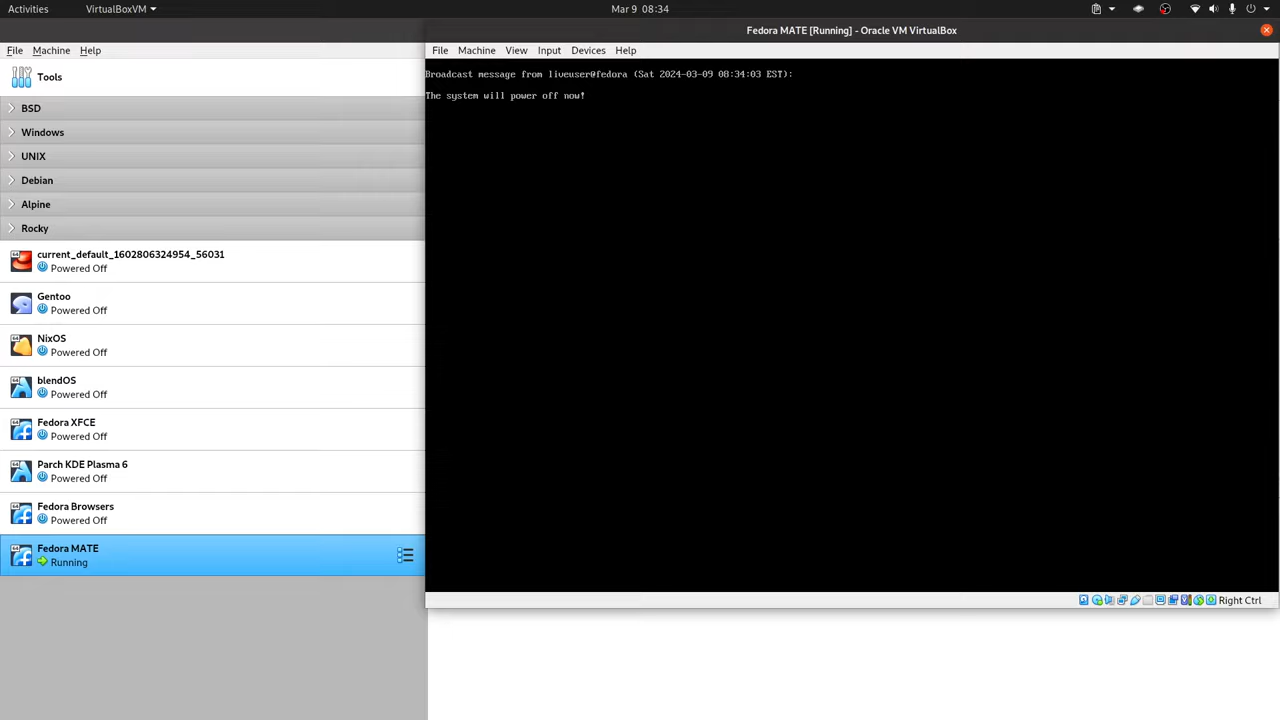 Activities
VirtualBoxVM
Mar 9 08:34
Fedora MATE [Running] - Oracle VM VirtualBox
File Machine Help
File Machine View Input Devices Help
Tools
BSD
Windows
UNIX
Debian
Alpine
Rocky
current_default_1602806324954_56031
Powered Off
Gentoo
Powered Off
NixOS
Powered Off
blendOS
Powered Off
Fedora XFCE
Powered Off
Parch KDE Plasma 6
Powered Off
Fedora Browsers
Powered Off
Fedora MATE
Running
Broadcast message from liveuser@fedora (Sat 2024-03-09 08:34:03 EST):
The system will power off now!
Right Ctrl